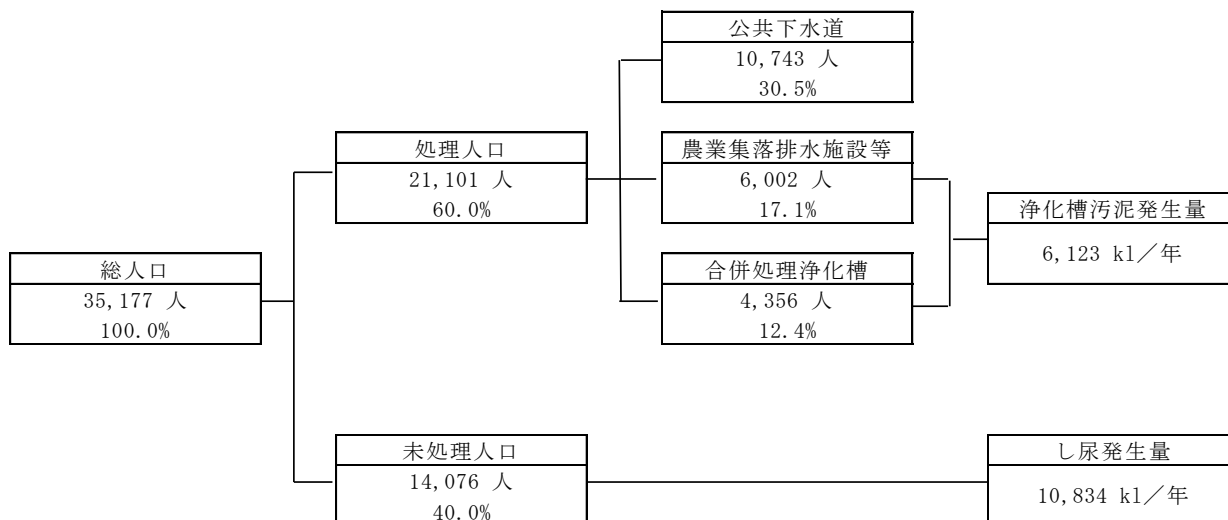 公共下水道
10,743 人
30.5%
処理人口
21,101 人
60.0%
農業集落排水施設等
6,002 人
17.1%
浄化槽汚泥発生量
6,123 kl／年
総人口
35,177 人
100.0%
合併処理浄化槽
4,356 人
12.4%
未処理人口
14,076 人
40.0%
し尿発生量
10,834 kl／年